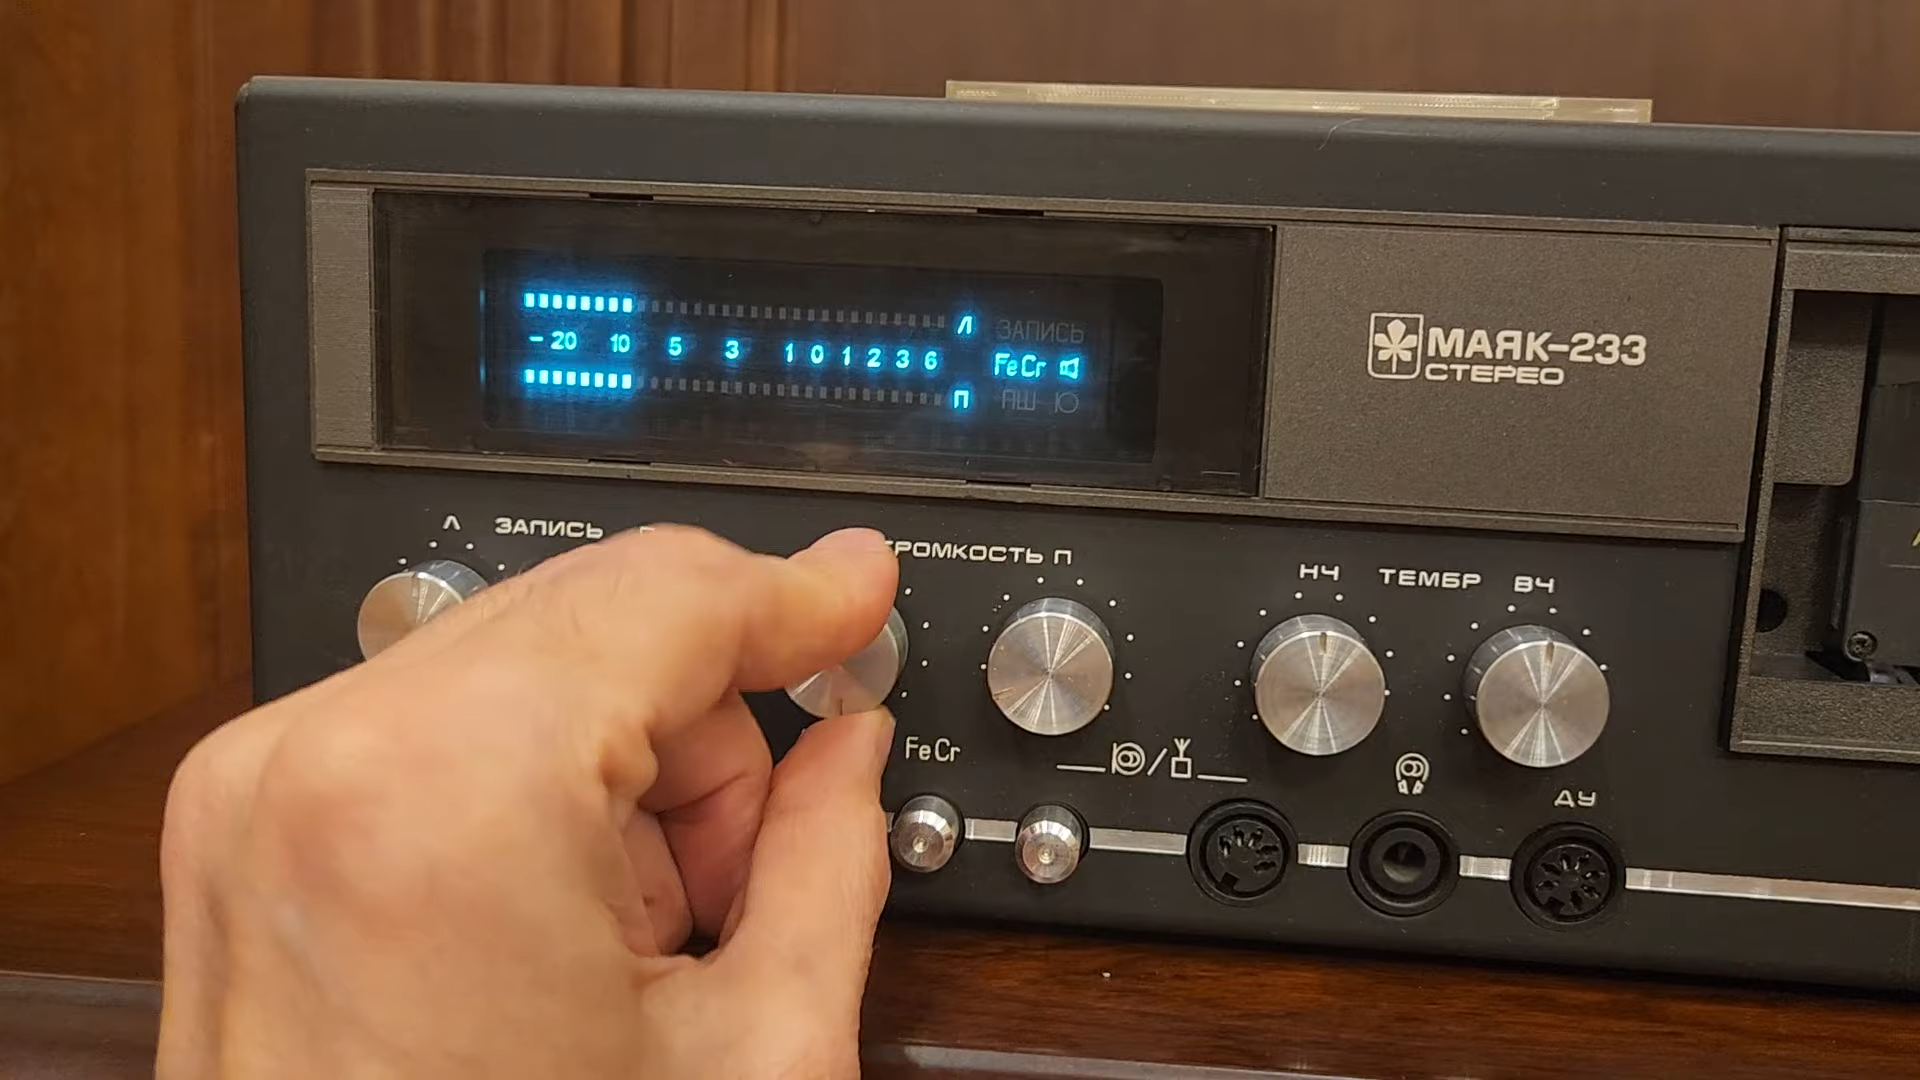 Л ЗАПИСЬ
-20 10 5 3 1 0 1 2 3 6 FeCr
П ПШ
МАЯК-233
СТЕРЕО
Л ЗАПИСЬ
ГРОМКОСТЬ П
НЧ ТЕМБР ВЧ
FeCr
ДУ